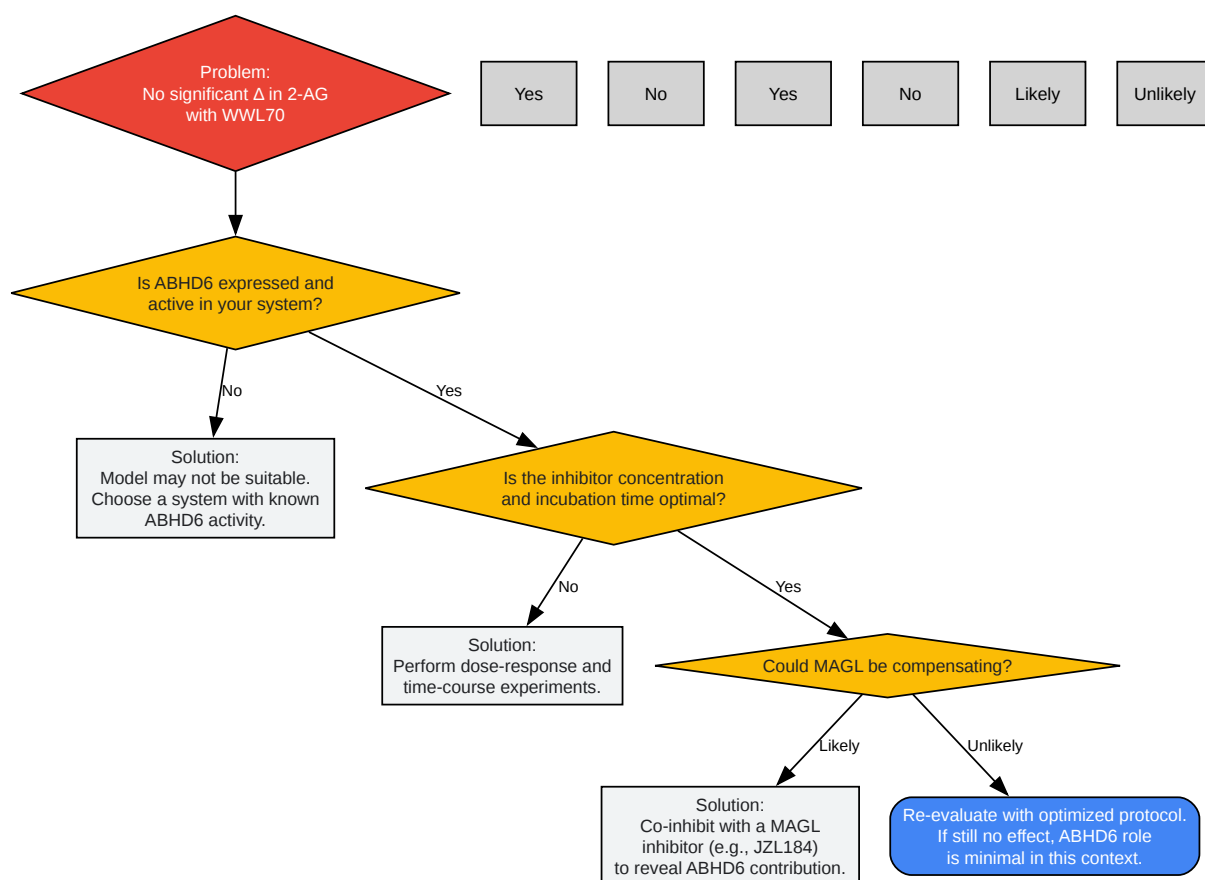 Problem:
No significant Δ in 2-AG
with WWL70
Yes
No
Yes
No
Likely
Unlikely
Is ABHD6 expressed and
active in your system?
No
Yes
Solution:
Model may not be suitable.
Choose a system with known
ABHD6 activity.
Is the inhibitor concentration
and incubation time optimal?
No
Yes
Solution:
Perform dose-response and
time-course experiments.
Could MAGL be compensating?
Likely
Unlikely
Solution:
Co-inhibit with a MAGL
inhibitor (e.g., JZL184)
to reveal ABHD6 contribution.
Re-evaluate with optimized protocol.
If still no effect, ABHD6 role
is minimal in this context.